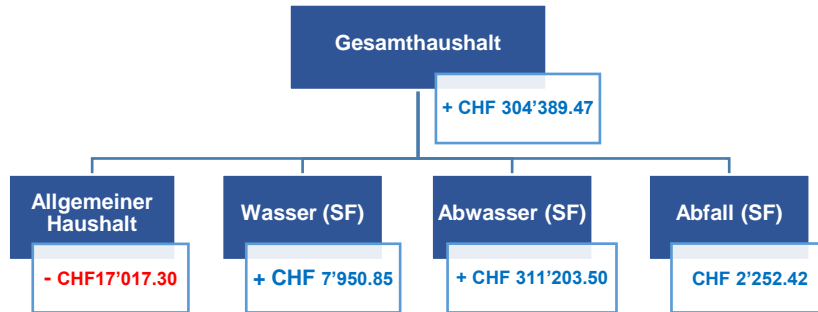 Gesamthaushalt
+ CHF 304’389.47
Allgemeiner
Haushalt
- CHF17’017.30
Wasser (SF)
+ CHF 7’950.85
Abwasser (SF)
+ CHF 311’203.50
Abfall (SF)
CHF 2’252.42